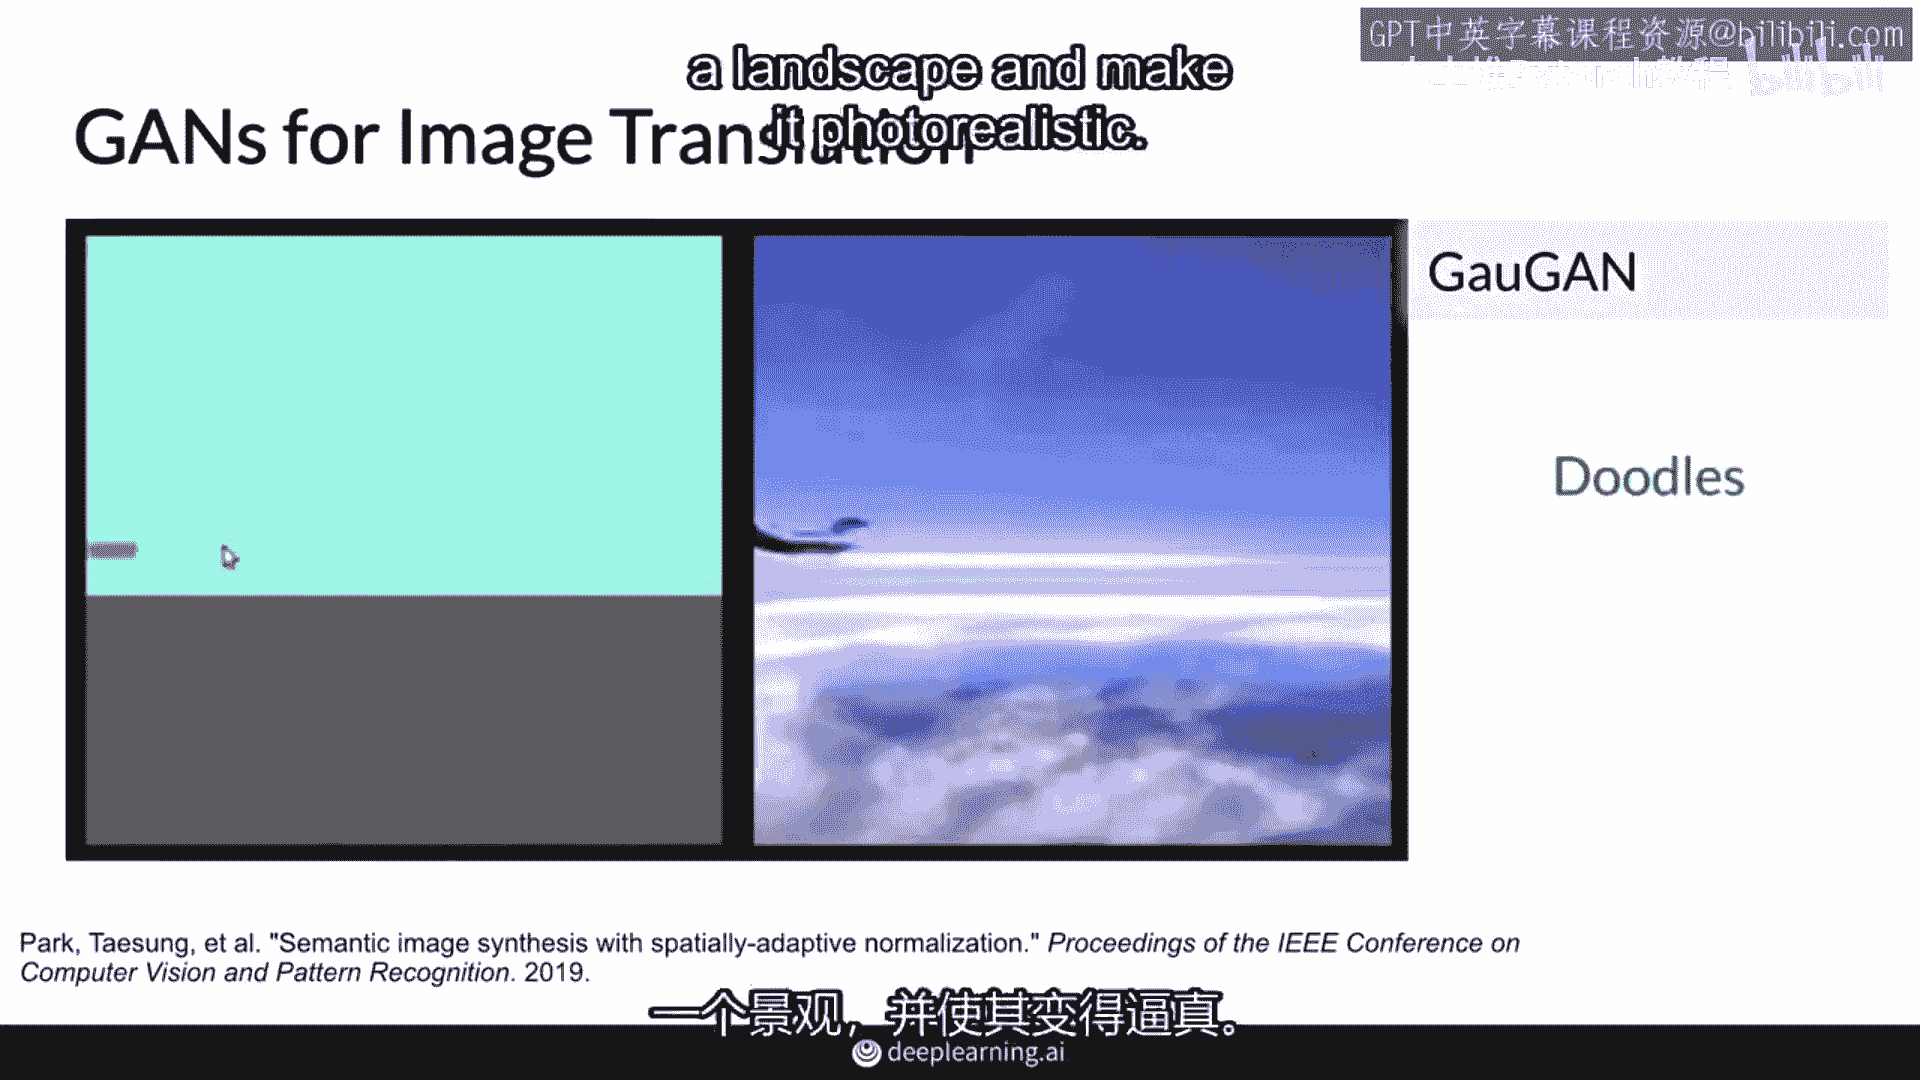 GPT中英字幕课程资源@bilibili.com
a landscape and make
it photorealistic.
GANs for Image Translation
GauGAN
Doodles
Park, Taesung, et al. "Semantic image synthesis with spatially-adaptive normalization." Proceedings of the IEEE Conference on
Computer Vision and Pattern Recognition. 2019.
一个景观，并使其变得逼真。
deeplearning.ai